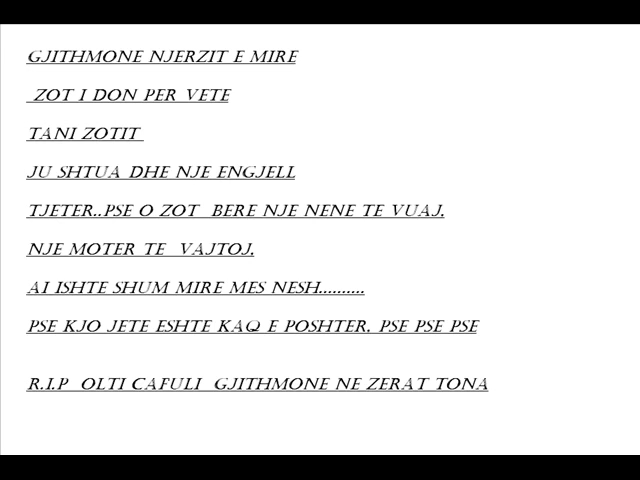 GJITHMONE NJERZIT E MIRE
ZOT I DON PER VETE
TANI ZOTIT
JU SHTUA DHE NJE ENGJELL
TJETER..PSE O ZOT BERE NJE NENE TE VUAJ,
NJE MOTER TE VAJTOJ,
AI ISHTE SHUM MIRE MES NESH..........
PSE KJO JETE ESHTE KAQ E POSHTER, PSE PSE PSE
R.I.P OLTI CAFULI GJITHMONE NE ZERAT TONA